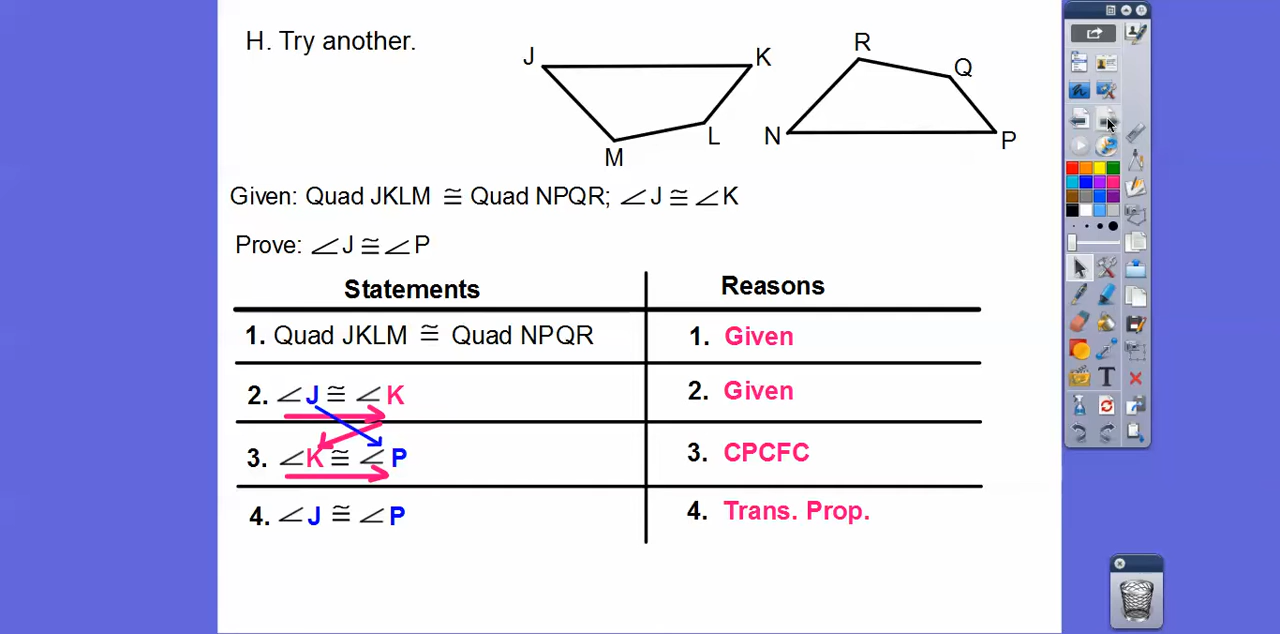 H. Try another.
J
K
R
Q
L
N
P
M
Given: Quad JKLM ≅ Quad NPQR; ∠J ≅ ∠K
Prove: ∠J ≅ ∠P
Statements
Reasons
1. Quad JKLM ≅ Quad NPQR
1. Given
2. ∠J ≅ ∠K
2. Given
3. ∠K ≅ ∠P
3. CPCFC
4. ∠J ≅ ∠P
4. Trans. Prop.
T